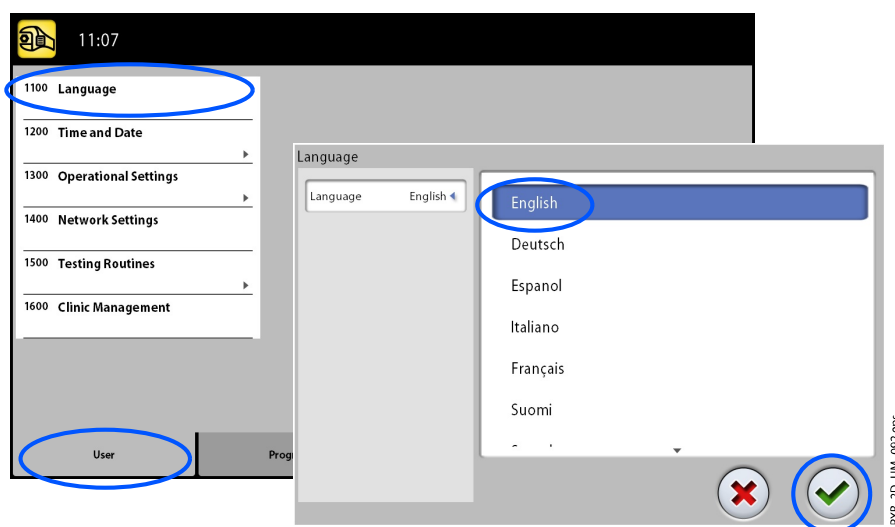 11:07
1100 Language
1200 Time and Date
1300 Operational Settings
1400 Network Settings
1500 Testing Routines
1600 Clinic Management
User
Language
Language English
English
Deutsch
Espanol
Italiano
Français
Suomi